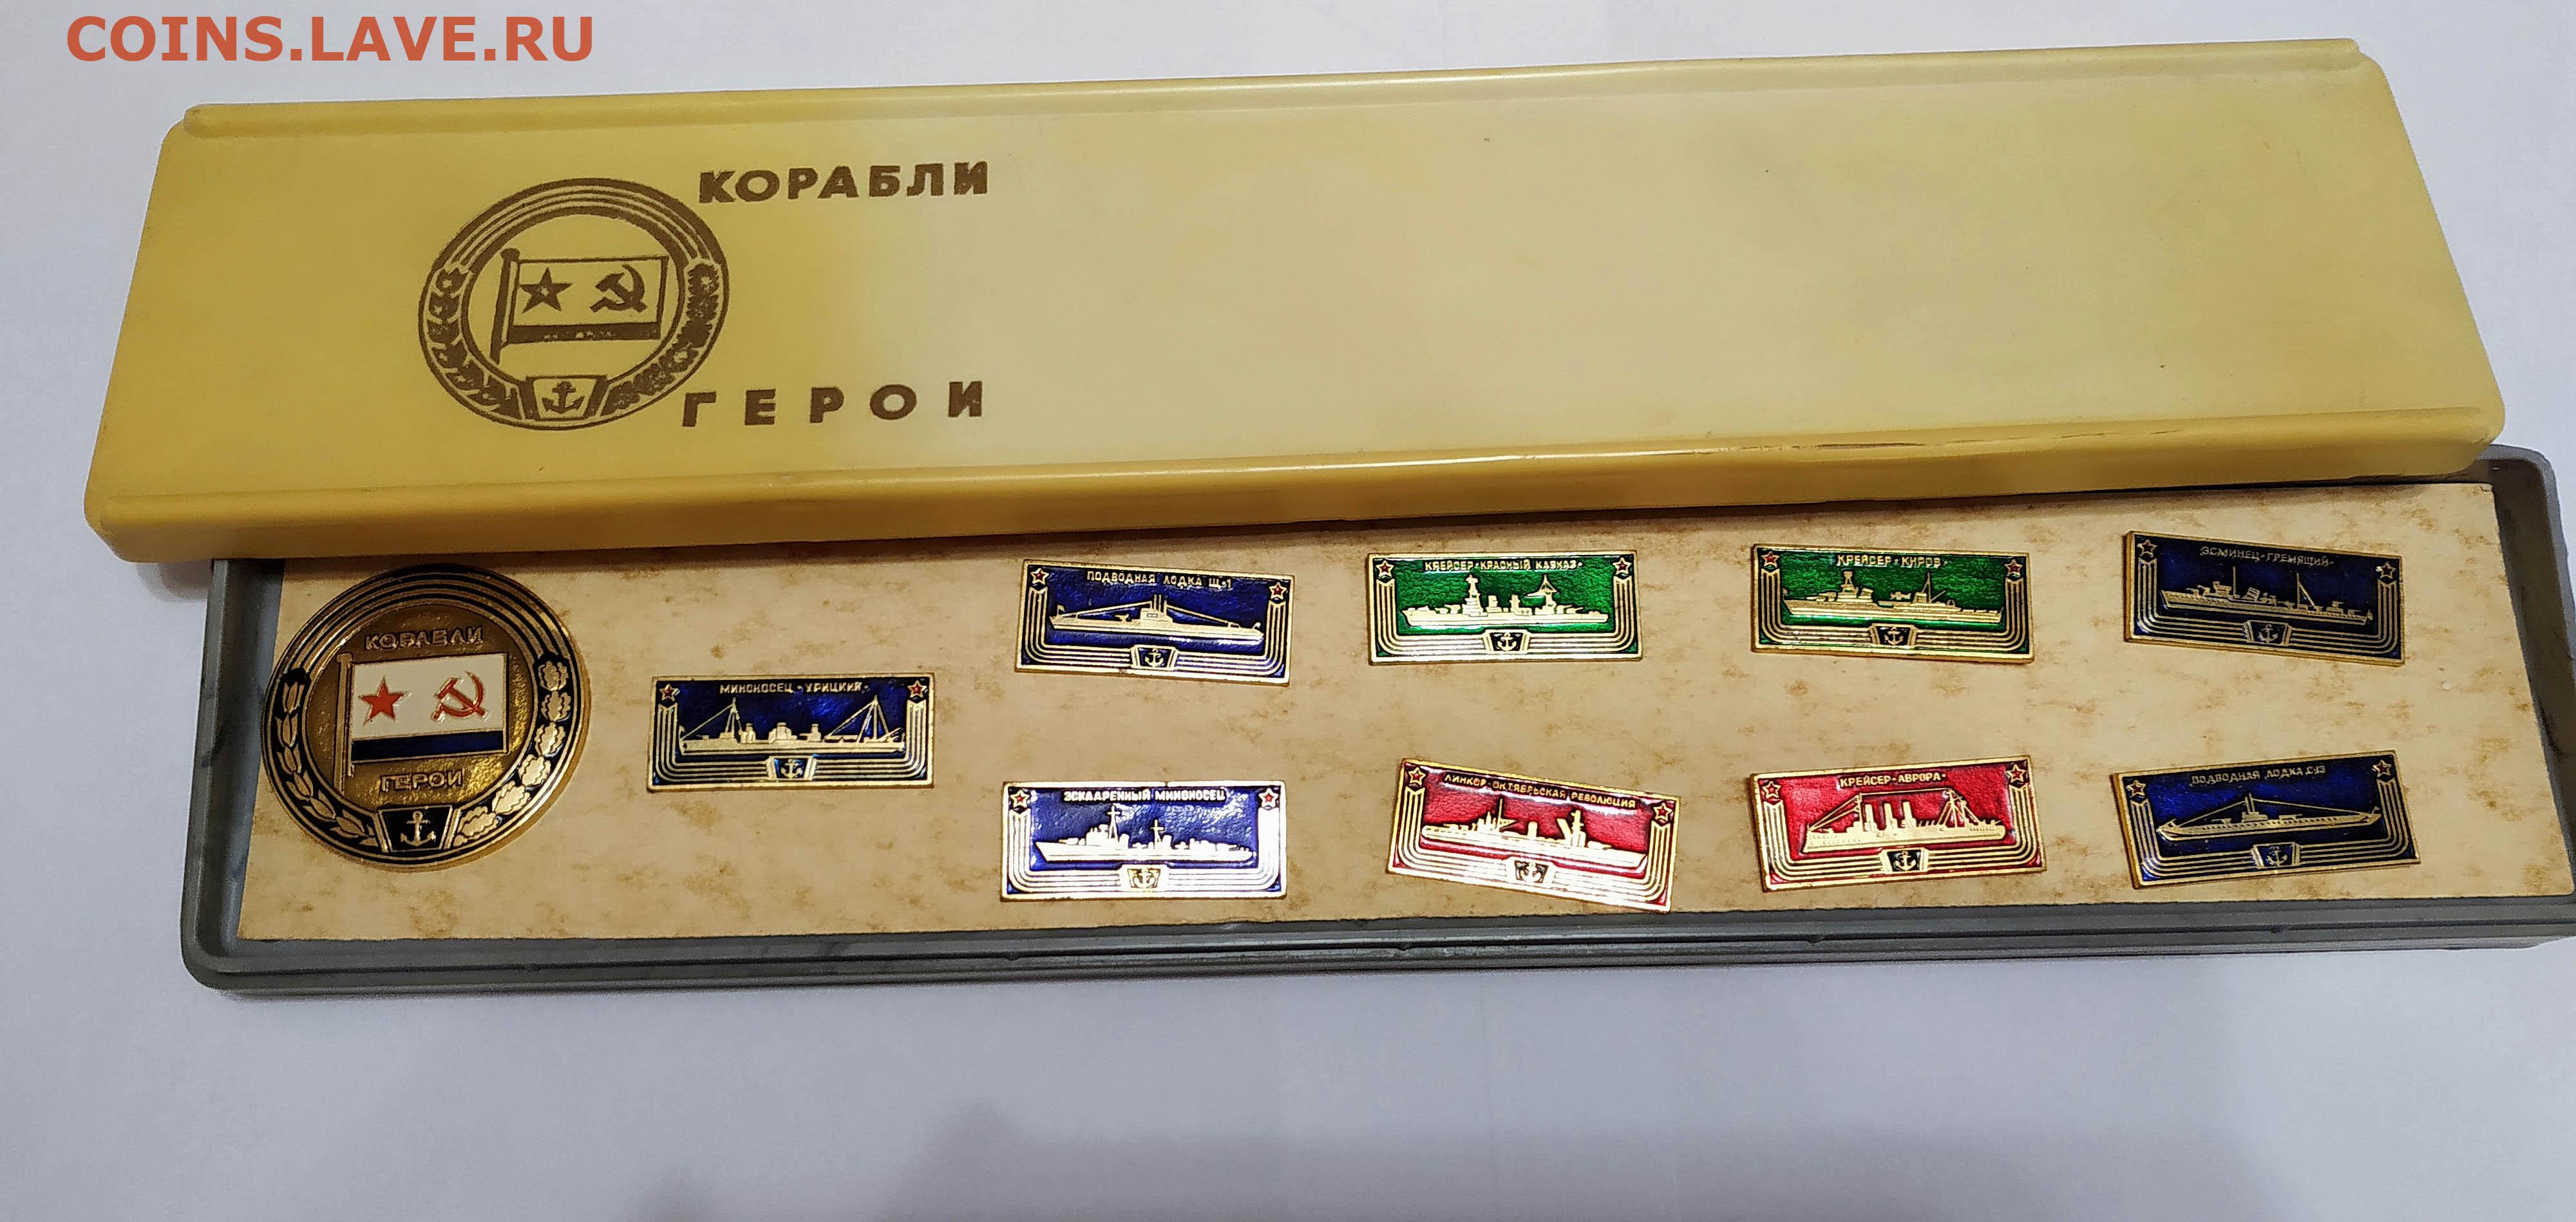 COINS.LAVE.RU
КОРАБЛИ
ГЕРОИ
КОРАБЛИ
ГЕРОИ
МИНОНОСЕЦ "УРИЦКИЙ"
ПОДВОДНАЯ ЛОДКА Щ-1
КРЕЙСЕР "КРАСНЫЙ КАВКАЗ"
КРЕЙСЕР "КИРОВ"
ЭСМИНЕЦ "ГРЕМЯЩИЙ"
ЭСКАДРЕННЫЙ МИНОНОСЕЦ
ЛИНКОР "ОКТЯБРЬСКАЯ РЕВОЛЮЦИЯ
КРЕЙСЕР "АВРОРА"
ПОДВОДНАЯ ЛОДКА С-13